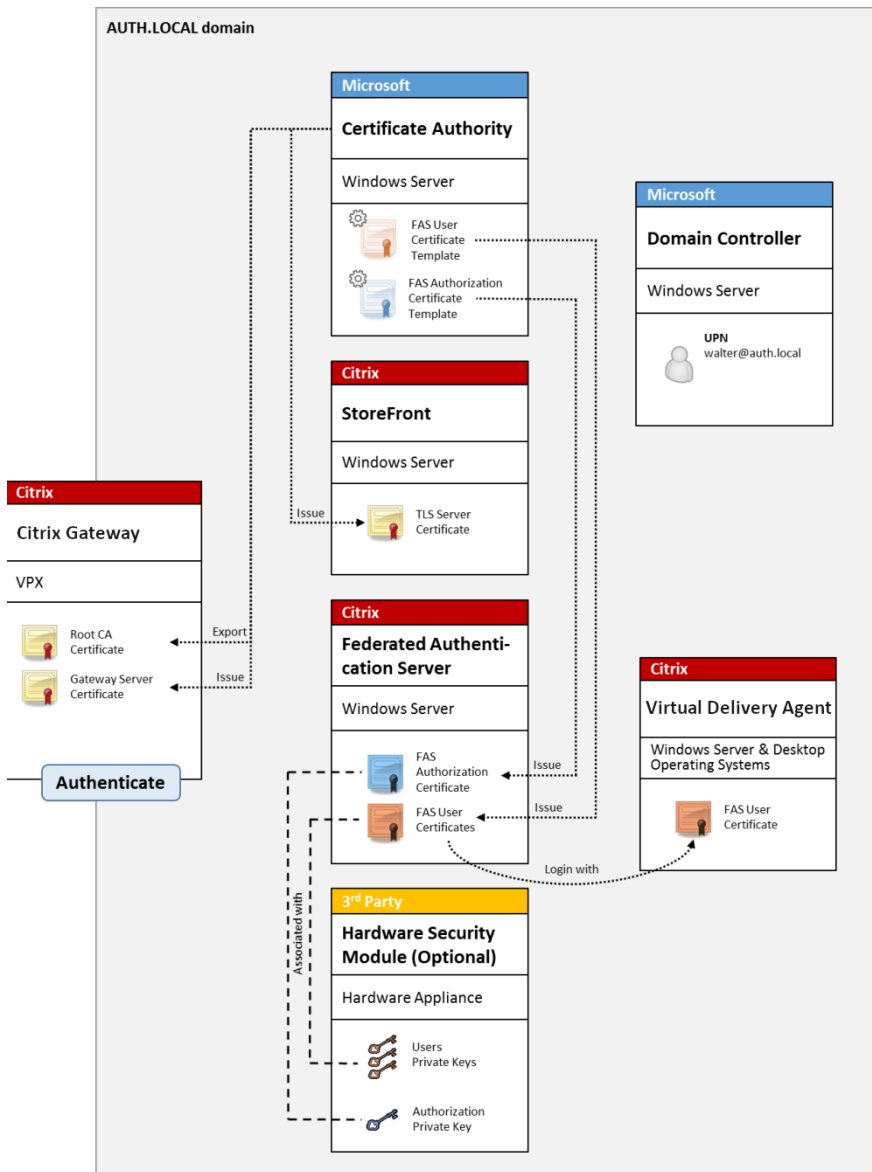 AUTH.LOCAL domain
Microsoft
Certificate Authority
Windows Server
FAS User
Certificate
Template
FAS Authorization
Certificate
Template
Microsoft
Domain Controller
Windows Server
UPN
walter@auth.local
Citrix
StoreFront
Windows Server
Issue
TLS Server
Certificate
Citrix
Citrix Gateway
VPX
Root CA
Certificate
Export
Gateway Server
Certificate
Issue
Authenticate
Citrix
Federated Authenti-
cation Server
Windows Server
FAS
Authorization
Certificate
Issue
FAS User
Certificates
Issue
Login with
Citrix
Virtual Delivery Agent
Windows Server & Desktop
Operating Systems
FAS User
Certificate
Associated with
3rd Party
Hardware Security
Module (Optional)
Hardware Appliance
Users
Private Keys
Authorization
Private Key